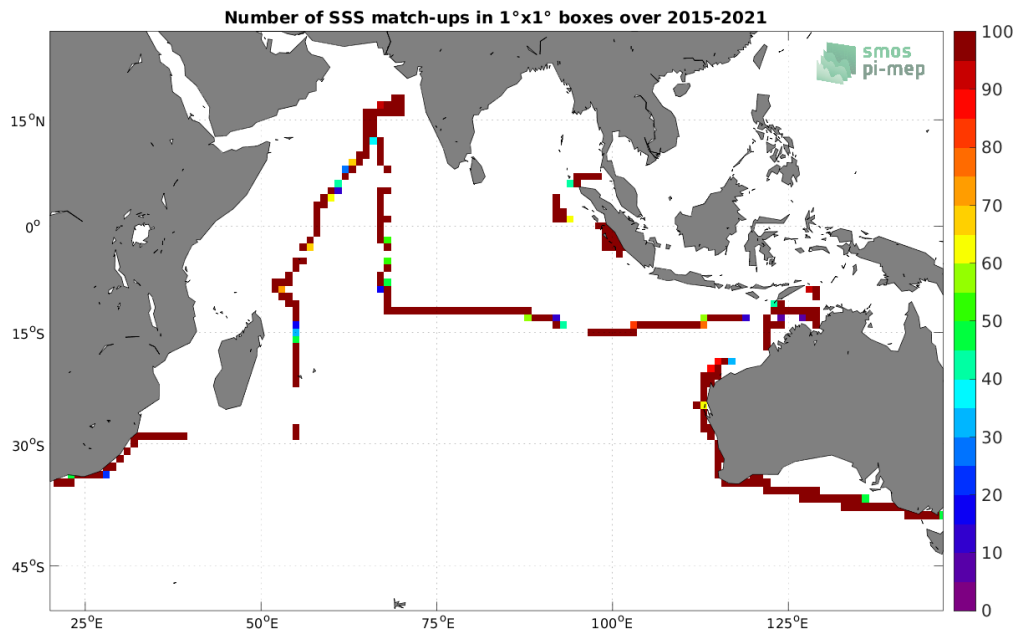 Number of SSS match-ups in 1°x1° boxes over 2015-2021
smos
pi-mep
15°N
0°
15°S
30°S
45°S
25°E
50°E
75°E
100°E
125°E
100
90
80
70
60
50
40
30
20
10
0